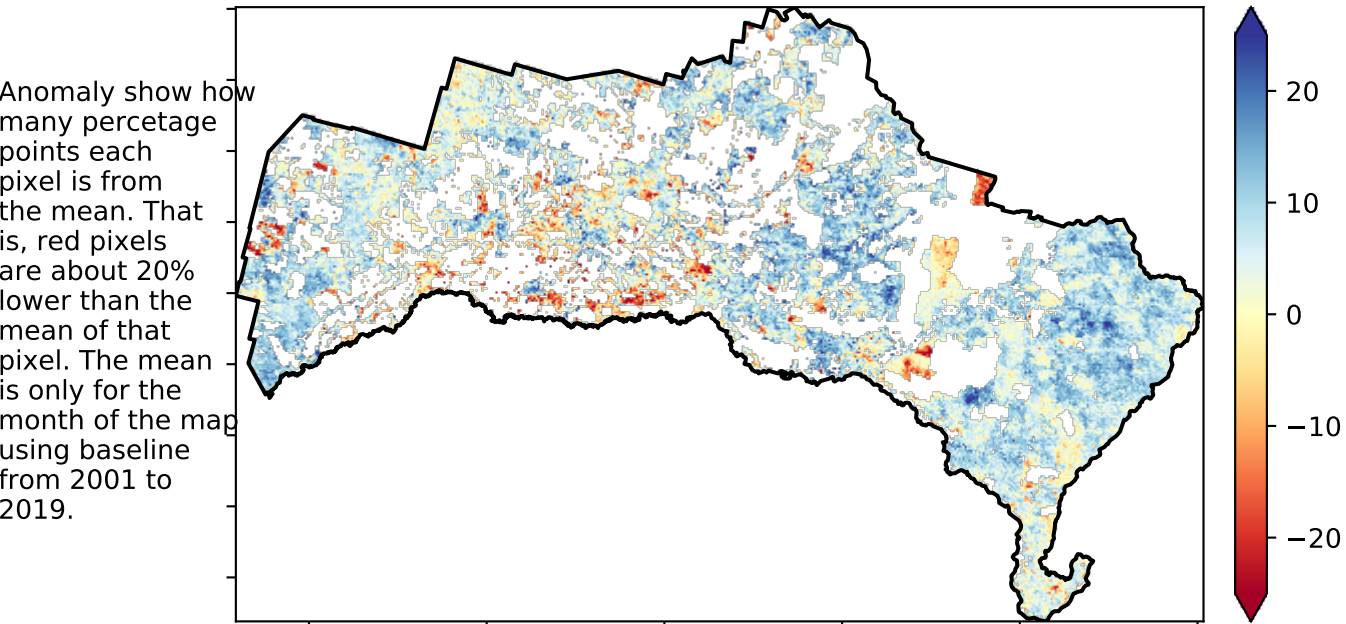 Anomaly show how
many percetage
points each
pixel is from
the mean. That
is, red pixels
are about 20%
lower than the
mean of that
pixel. The mean
is only for the
month of the map
using baseline
from 2001 to
2019.
20
10
0
−10
−20